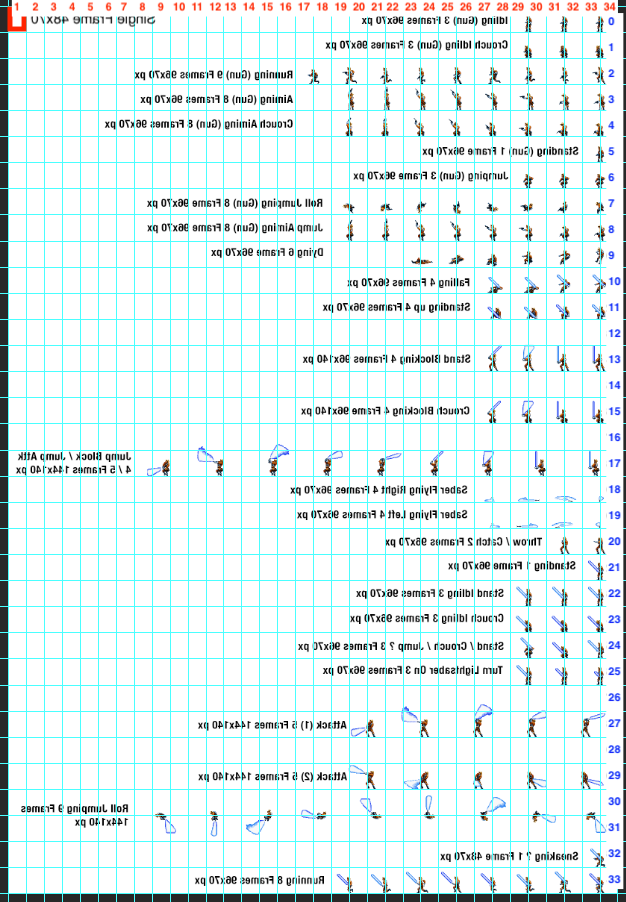 1 2 3 4 5 6 7 8 9 10 11 12 13 14 15 16 17 18 19 20 21 22 23 24 25 26 27 28 29 30 31 32 33 34
Single Frame 48x70
Idling (Gun) 3 Frames 96x70 px 0
Crouch Idling (Gun) 3 Frames 96x70 px 1
Running (Gun) 9 Frames 96x70 px 2
Aiming (Gun) 8 Frames 96x70 px 3
Crouch Aiming (Gun) 8 Frames 96x70 px 4
Standing (Gun) 1 Frame 96x70 px 5
Jumping (Gun) 3 Frame 96x70 px 6
Roll Jumping (Gun) 8 Frame 96x70 px 7
Jump Aiming (Gun) 8 Frame 96x70 px 8
Dying 6 Frame 96x70 px 9
Falling 4 Frames 96x70 px 10
Standing up 4 Frames 96x70 px 11
12
Stand Blocking 4 Frames 96x140 px 13
14
Crouch Blocking 4 Frame 96x140 px 15
16
Jump Block / Jump Attk
4 / 5 Frames 144x140 px 17
Saber Flying Right 4 Frames 96x70 px 18
Saber Flying Left 4 Frames 96x70 px 19
Throw / Catch 2 Frames 96x70 px 20
Standing 1 Frame 96x70 px 21
Stand Idling 3 Frames 96x70 px 22
Crouch Idling 3 Frames 96x70 px 23
Stand / Crouch / Jump ? 3 Frames 96x70 px 24
Turn Lightsaber On 3 Frames 96x70 px 25
26
Attack (1) 5 Frames 144x140 px 27
28
Attack (2) 5 Frames 144x140 px 29
30
Roll Jumping 9 Frames
144x140 px 31
Sneaking ? 1 Frame 48x70 px 32
Running 8 Frames 96x70 px 33